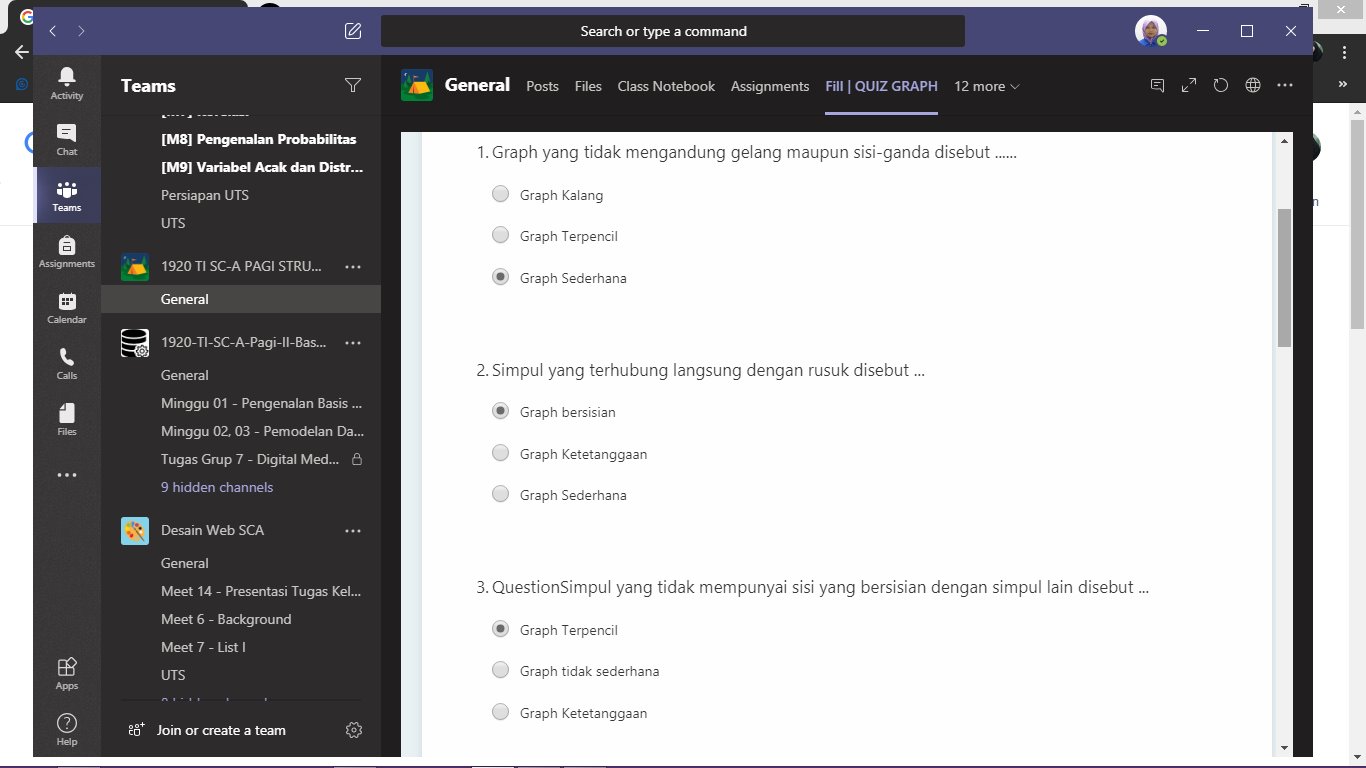 Search or type a command
Activity
Chat
Teams
Assignments
Calendar
Calls
Files
Apps
Help
Teams
[M8] Pengenalan Probabilitas
[M9] Variabel Acak dan Distr...
Persiapan UTS
UTS
1920 TI SC-A PAGI STRU...
General
1920-TI-SC-A-Pagi-II-Bas...
General
Minggu 01 - Pengenalan Basis ...
Minggu 02, 03 - Pemodelan Da...
Tugas Grup 7 - Digital Med...
9 hidden channels
Desain Web SCA
General
Meet 14 - Presentasi Tugas Kel...
Meet 6 - Background
Meet 7 - List I
UTS
Join or create a team
General Posts Files Class Notebook Assignments Fill | QUIZ GRAPH 12 more
1. Graph yang tidak mengandung gelang maupun sisi-ganda disebut ......
Graph Kalang
Graph Terpencil
Graph Sederhana
2. Simpul yang terhubung langsung dengan rusuk disebut ...
Graph bersisian
Graph Ketetanggaan
Graph Sederhana
3. QuestionSimpul yang tidak mempunyai sisi yang bersisian dengan simpul lain disebut ...
Graph Terpencil
Graph tidak sederhana
Graph Ketetanggaan